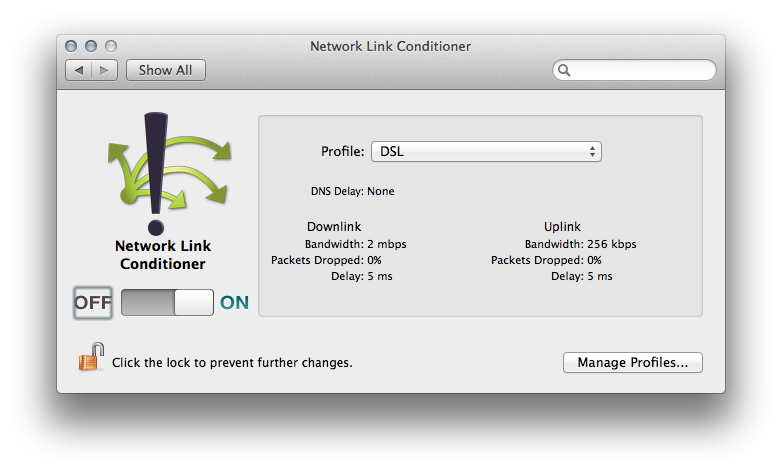 Network Link Conditioner
Show All
Profile: DSL
DNS Delay: None
Downlink
Bandwidth: 2 mbps
Packets Dropped: 0%
Delay: 5 ms
Uplink
Bandwidth: 256 kbps
Packets Dropped: 0%
Delay: 5 ms
Network Link
Conditioner
OFF ON
Click the lock to prevent further changes.
Manage Profiles...